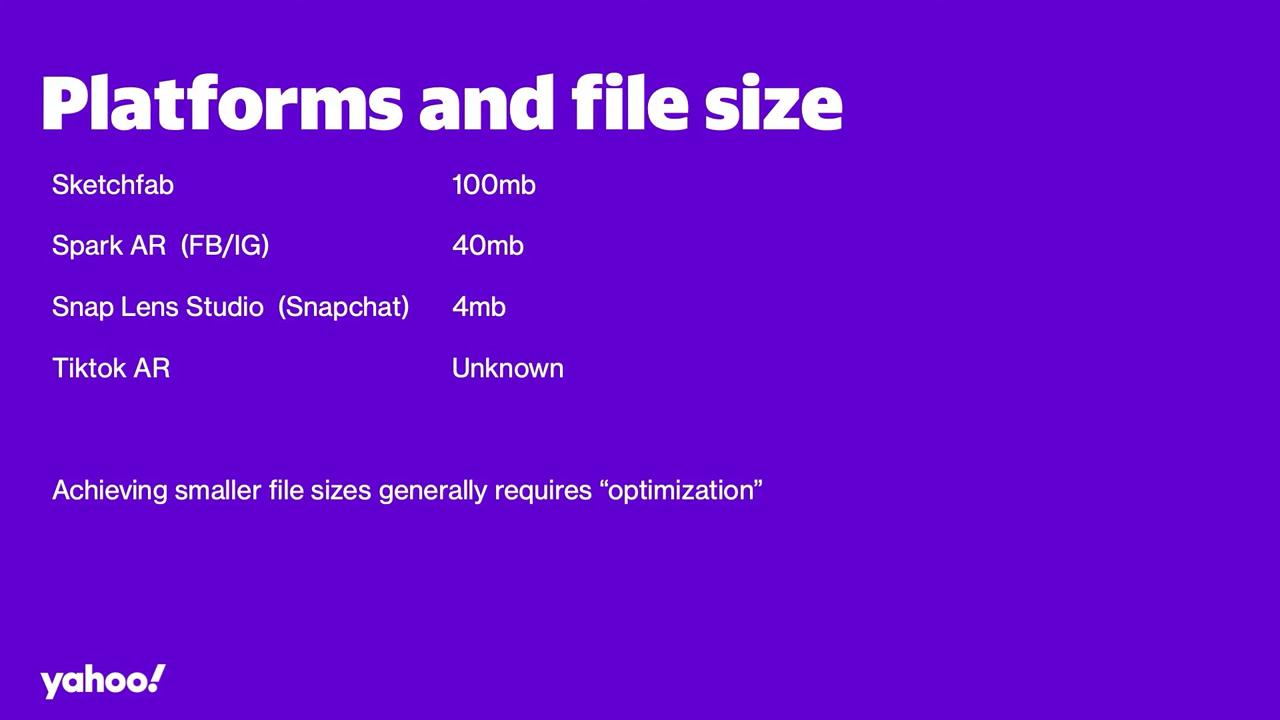 Platforms and file size
Sketchfab 100mb
Spark AR (FB/IG) 40mb
Snap Lens Studio (Snapchat) 4mb
Tiktok AR Unknown
Achieving smaller file sizes generally requires “optimization”
yahoo!